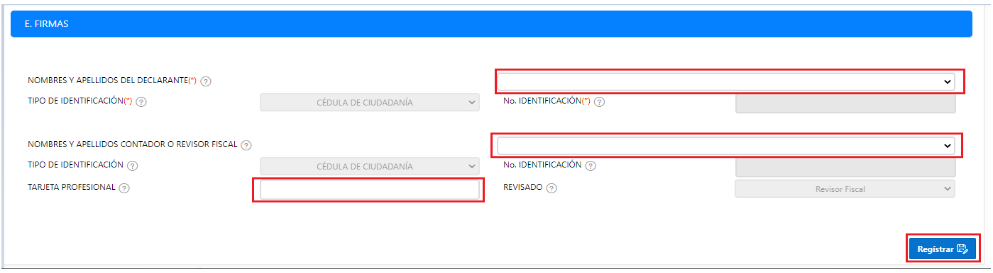 E. FIRMAS
NOMBRES Y APELLIDOS DEL DECLARANTE(*) ?
TIPO DE IDENTIFICACIÓN(*) ? CÉDULA DE CIUDADANÍA No. IDENTIFICACIÓN(*) ?
NOMBRES Y APELLIDOS CONTADOR O REVISOR FISCAL ?
TIPO DE IDENTIFICACIÓN ? CÉDULA DE CIUDADANÍA No. IDENTIFICACIÓN ?
TARJETA PROFESIONAL ? REVISADO ? Revisor Fiscal
Registrar